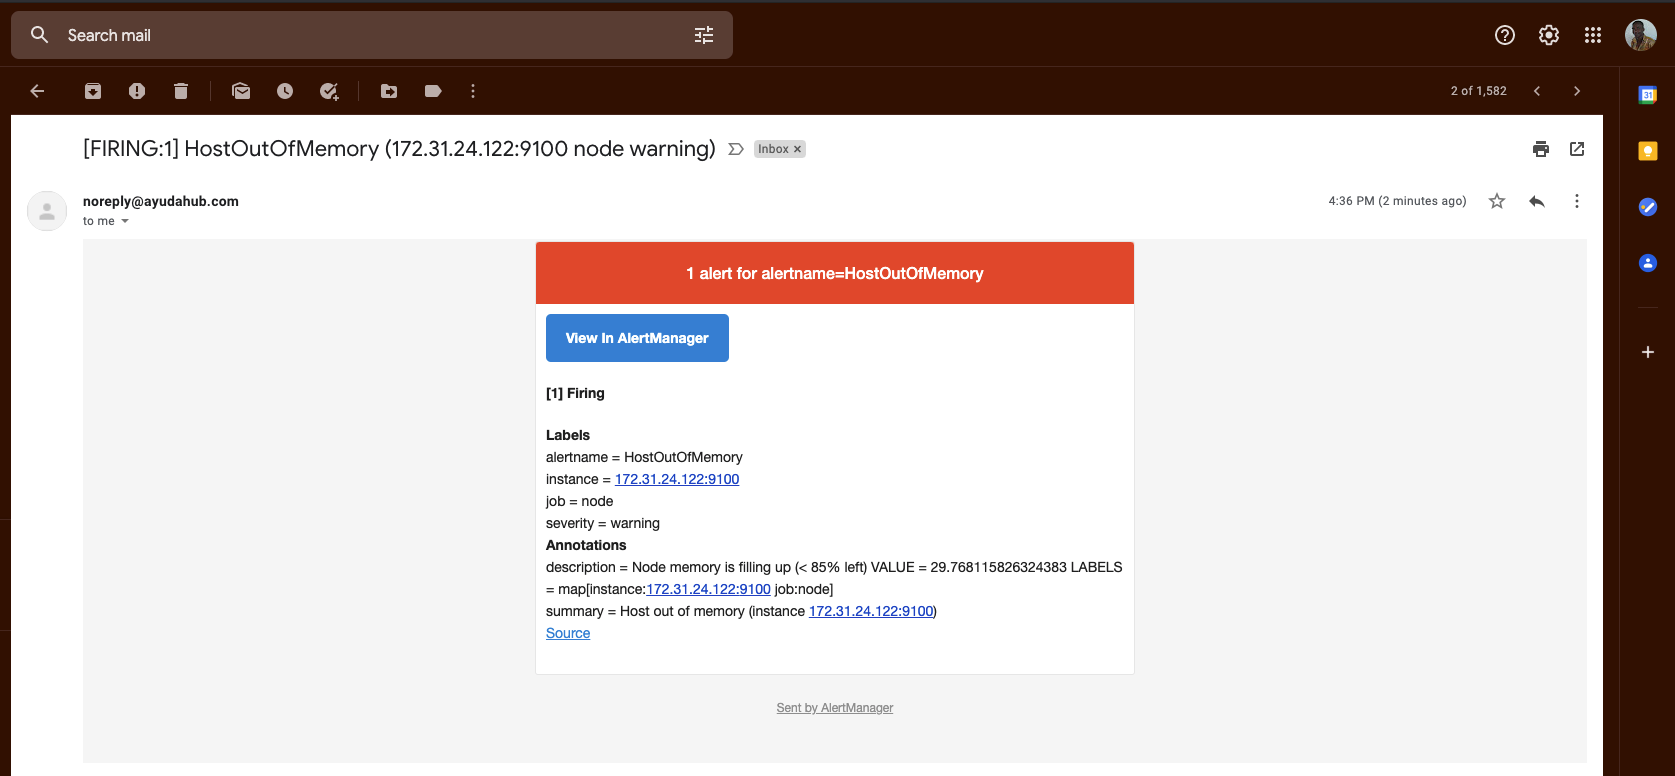 Search mail
2 of 1,582
31
[FIRING:1] HostOutOfMemory (172.31.24.122:9100 node warning)
Inbox ×
noreply@ayudahub.com
4:36 PM (2 minutes ago)
to me
1 alert for alertname=HostOutOfMemory
View In AlertManager
[1] Firing
Labels
alertname = HostOutOfMemory
instance = 172.31.24.122:9100
job = node
severity = warning
Annotations
description = Node memory is filling up (< 85% left) VALUE = 29.768115826324383 LABELS
= map[instance:172.31.24.122:9100 job:node]
summary = Host out of memory (instance 172.31.24.122:9100)
Source
Sent by AlertManager